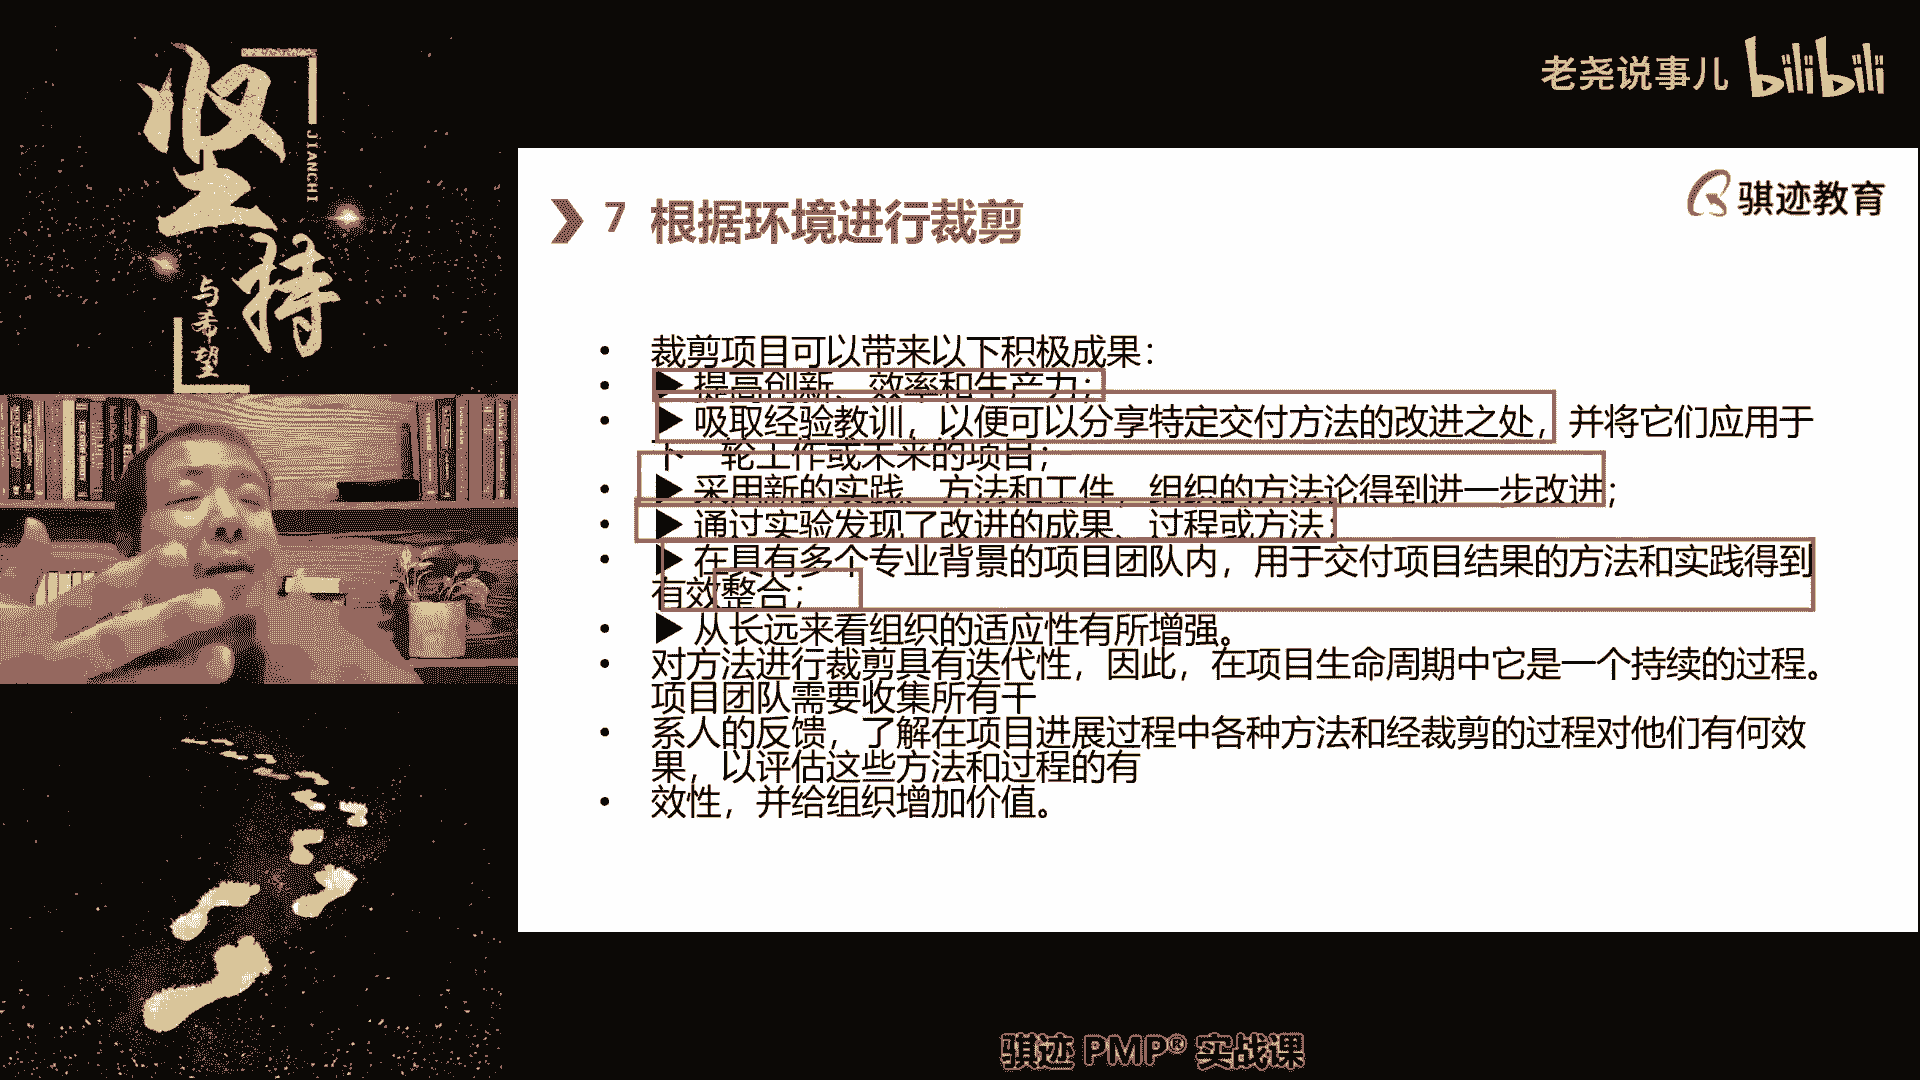 坚持
JIANCHI
与希望
老尧说事儿 bilibili
骐迹教育
7 根据环境进行裁剪
• 裁剪项目可以带来以下积极成果：
• ▶ 提高创新、效率和生产力；
• ▶ 吸取经验教训，以便可以分享特定交付方法的改进之处，并将它们应用于
下一轮工作或未来的项目；
• ▶ 采用新的实践、方法和工件，组织的方法论得到进一步改进；
• ▶ 通过实验发现了改进的成果、过程或方法；
• ▶ 在具有多个专业背景的项目团队内，用于交付项目结果的方法和实践得到
有效整合；
• ▶ 从长远来看组织的适应性有所增强。
• 对方法进行裁剪具有迭代性，因此，在项目生命周期中它是一个持续的过程。
项目团队需要收集所有干
• 系人的反馈，了解在项目进展过程中各种方法和经裁剪的过程对他们有何效
果，以评估这些方法和过程的有
• 效性，并给组织增加价值。
骐迹 PMP® 实战课